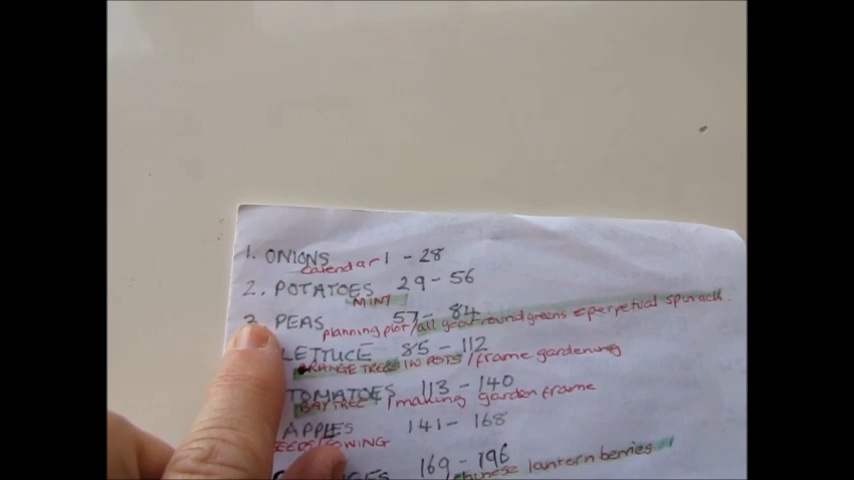 1. ONIONS 1 - 28
calendar
2. POTATOES 29 - 56
MINT
3. PEAS 57 - 84
planning plot/all year round greens & perpetual spinach.
LETTUCE 85 - 112
ORANGE TREES IN POTS /frame gardening
TOMATOES 113 - 140
BAY TREE / making garden frame
APPLES 141 - 168
SEEDS SOWING
169 - 196
chinese lantern berries